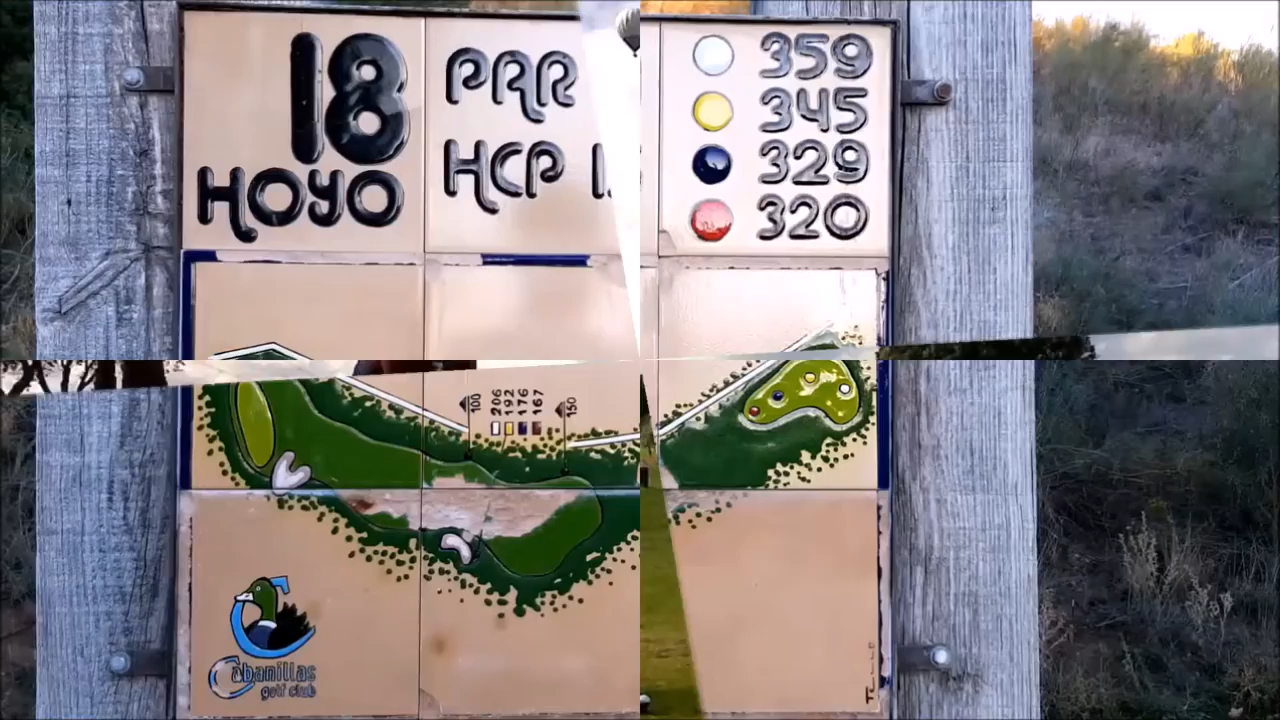 18
HOYO
PAR
HCP
359
345
329
320
100
206
192
176
167
150
Cabanillas
golf club